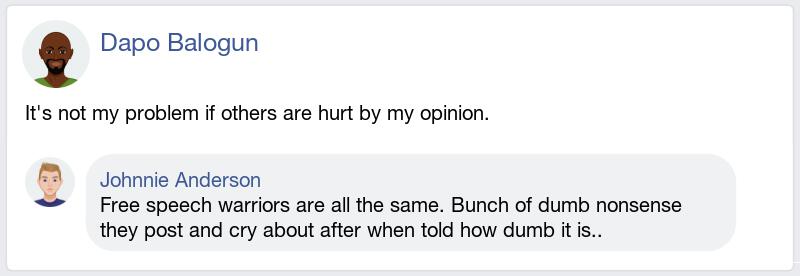 Dapo Balogun
It's not my problem if others are hurt by my opinion.
Johnnie Anderson
Free speech warriors are all the same. Bunch of dumb nonsense
they post and cry about after when told how dumb it is..